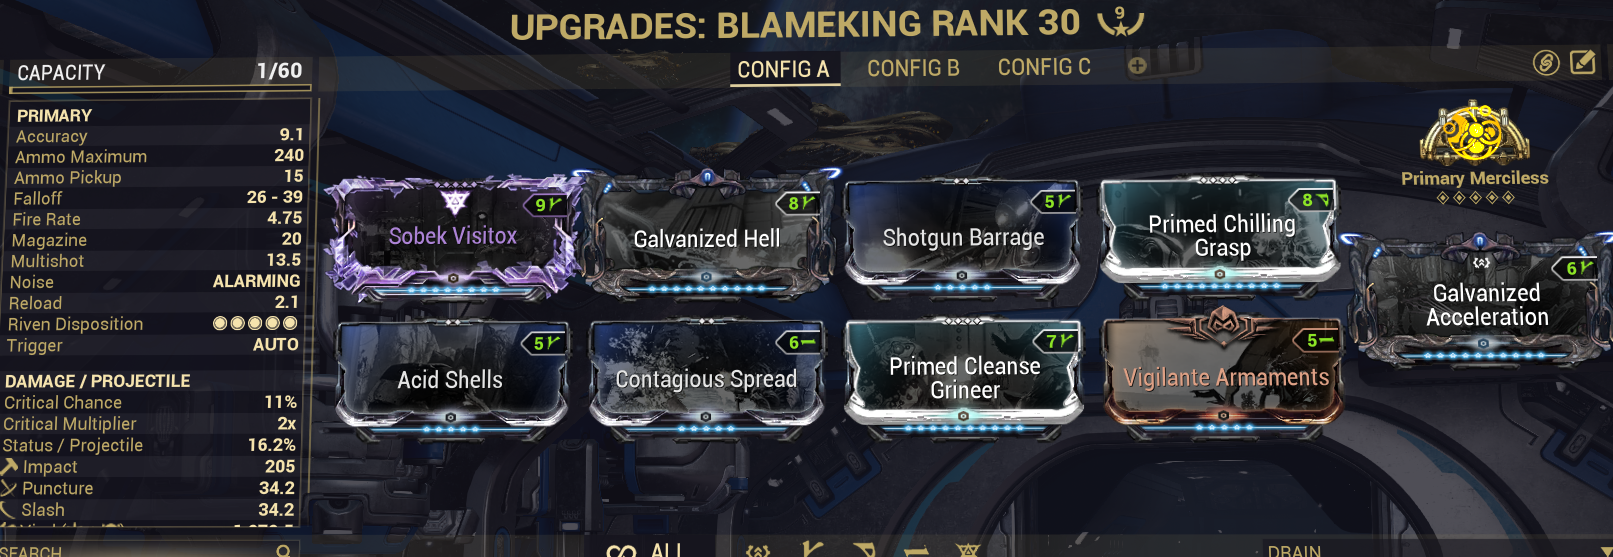 UPGRADES: BLAMEKING RANK 30
9
CAPACITY 1/60
CONFIG A CONFIG B CONFIG C
PRIMARY
Accuracy 9.1
Ammo Maximum 240
Ammo Pickup 15
Falloff 26 - 39
Fire Rate 4.75
Magazine 20
Multishot 13.5
Noise ALARMING
Reload 2.1
Riven Disposition
Trigger AUTO
DAMAGE / PROJECTILE
Critical Chance 11%
Critical Multiplier 2x
Status / Projectile 16.2%
Impact 205
Puncture 34.2
Slash 34.2
Primary Merciless
9
Sobek Visitox
8
Galvanized Hell
5
Shotgun Barrage
8
Primed Chilling
Grasp
6
Galvanized
Acceleration
5
Acid Shells
6
Contagious Spread
7
Primed Cleanse
Grineer
5
Vigilante Armaments
SEARCH
ALL
DRAIN